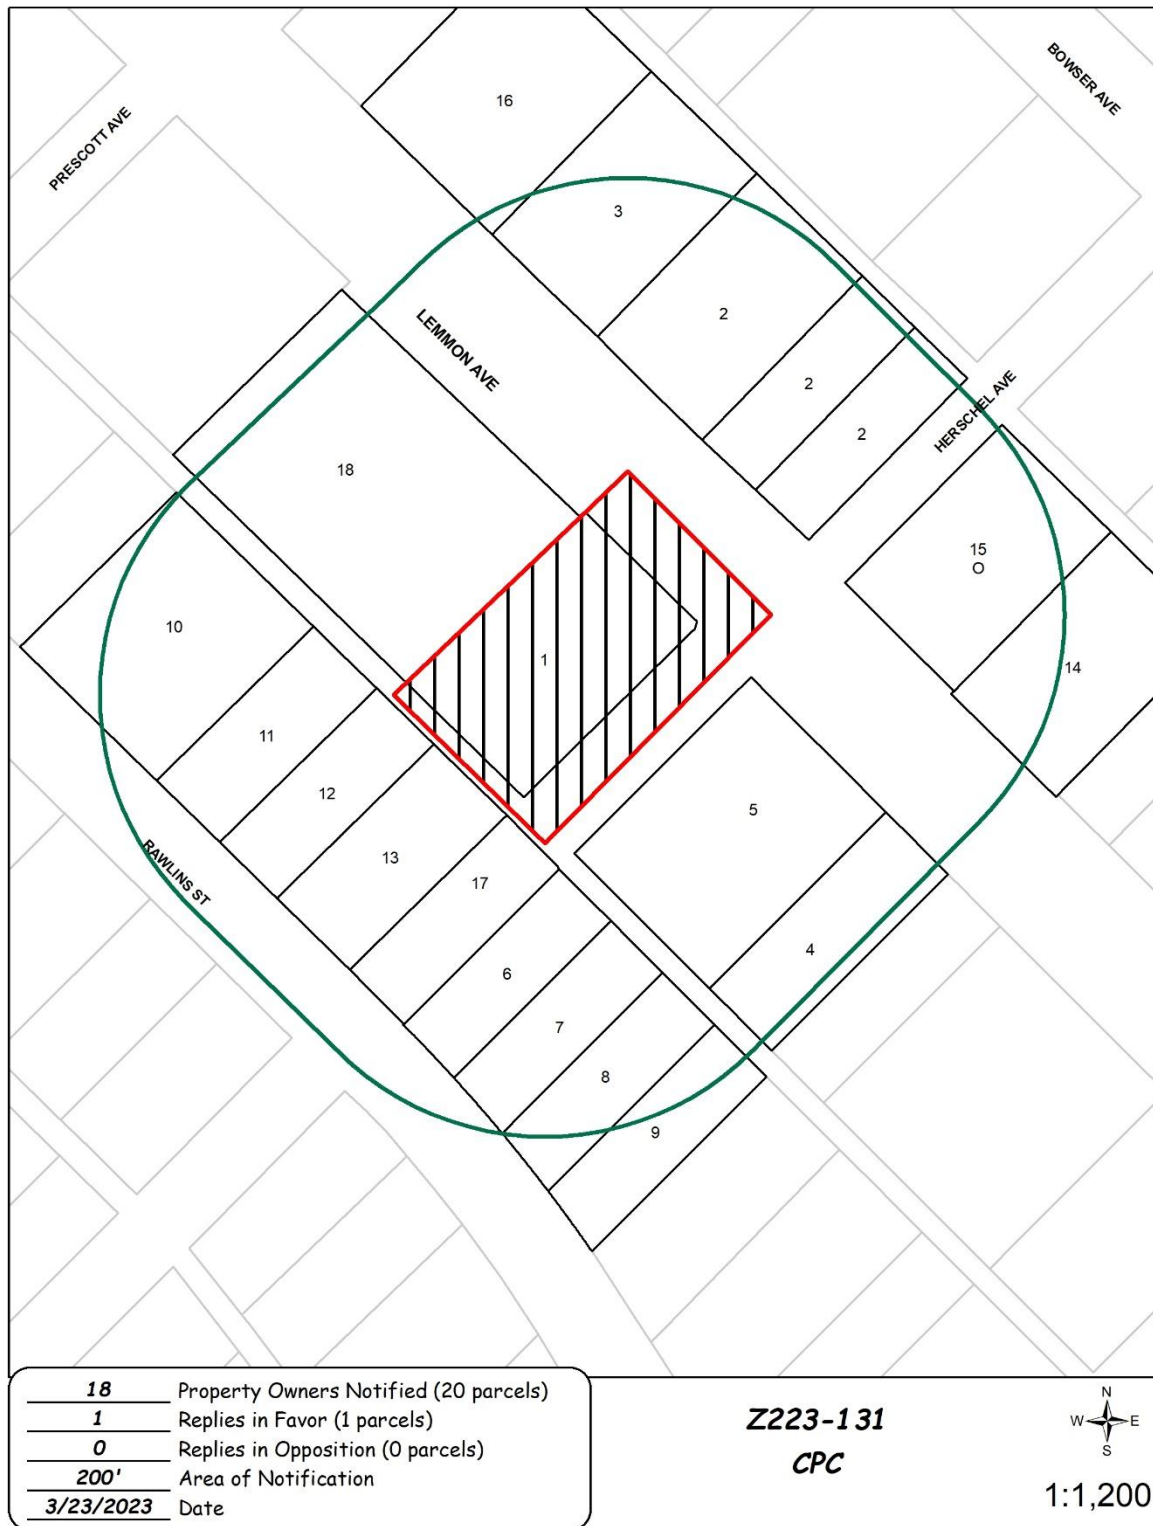 BOWSER AVE
16
PRESCOTT AVE
3
2
LEMMON AVE
2
HERSCHEL AVE
2
18
15
O
10
1
14
11
12
5
13
RAWLINS ST
17
4
6
7
8
9
18 Property Owners Notified (20 parcels)
1 Replies in Favor (1 parcels)
0 Replies in Opposition (0 parcels)
200' Area of Notification
3/23/2023 Date
Z223-131
CPC
N
W E
S
1:1,200